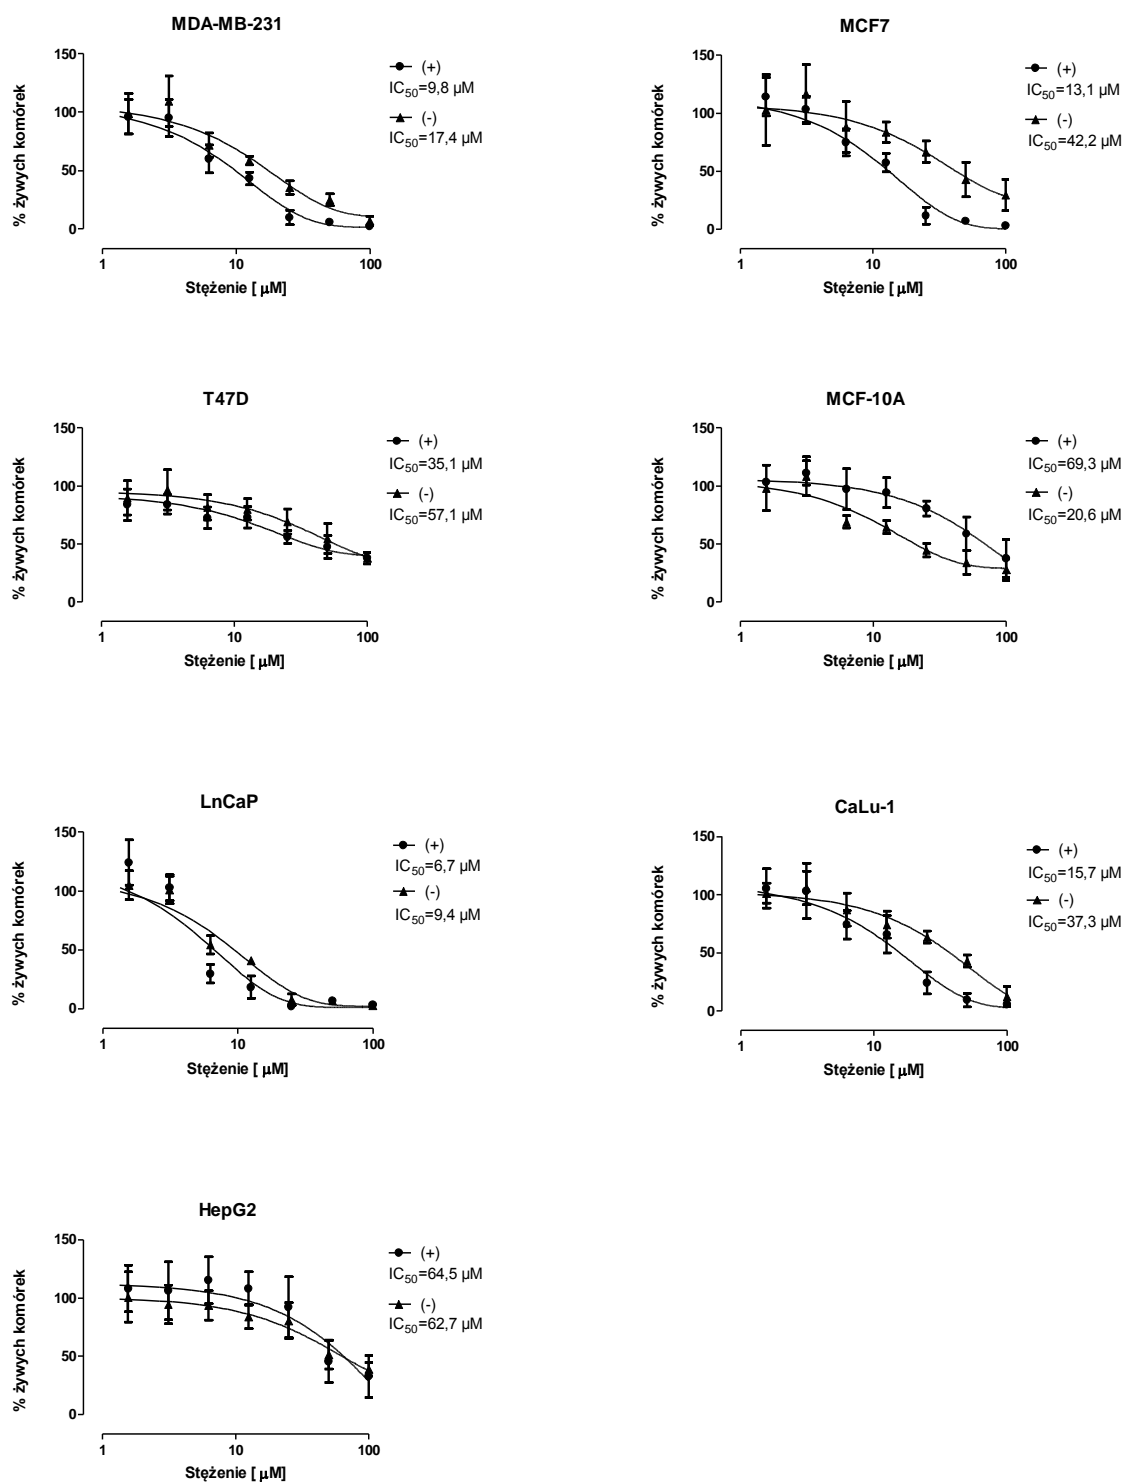 MDA-MB-231
150
100
50
0
% żywych komórek
1
10
100
Stężenie [ µM]
(+)
IC50=9,8 µM
(-)
IC50=17,4 µM
MCF7
150
100
50
0
% żywych komórek
1
10
100
Stężenie [ µM]
(+)
IC50=13,1 µM
(-)
IC50=42,2 µM
T47D
150
100
50
0
% żywych komórek
1
10
100
Stężenie [ µM]
(+)
IC50=35,1 µM
(-)
IC50=57,1 µM
MCF-10A
150
100
50
0
% żywych komórek
1
10
100
Stężenie [ µM]
(+)
IC50=69,3 µM
(-)
IC50=20,6 µM
LnCaP
150
100
50
0
% żywych komórek
1
10
100
Stężenie [ µM]
(+)
IC50=6,7 µM
(-)
IC50=9,4 µM
CaLu-1
150
100
50
0
% żywych komórek
1
10
100
Stężenie [ µM]
(+)
IC50=15,7 µM
(-)
IC50=37,3 µM
HepG2
150
100
50
0
% żywych komórek
1
10
100
Stężenie [ µM]
(+)
IC50=64,5 µM
(-)
IC50=62,7 µM